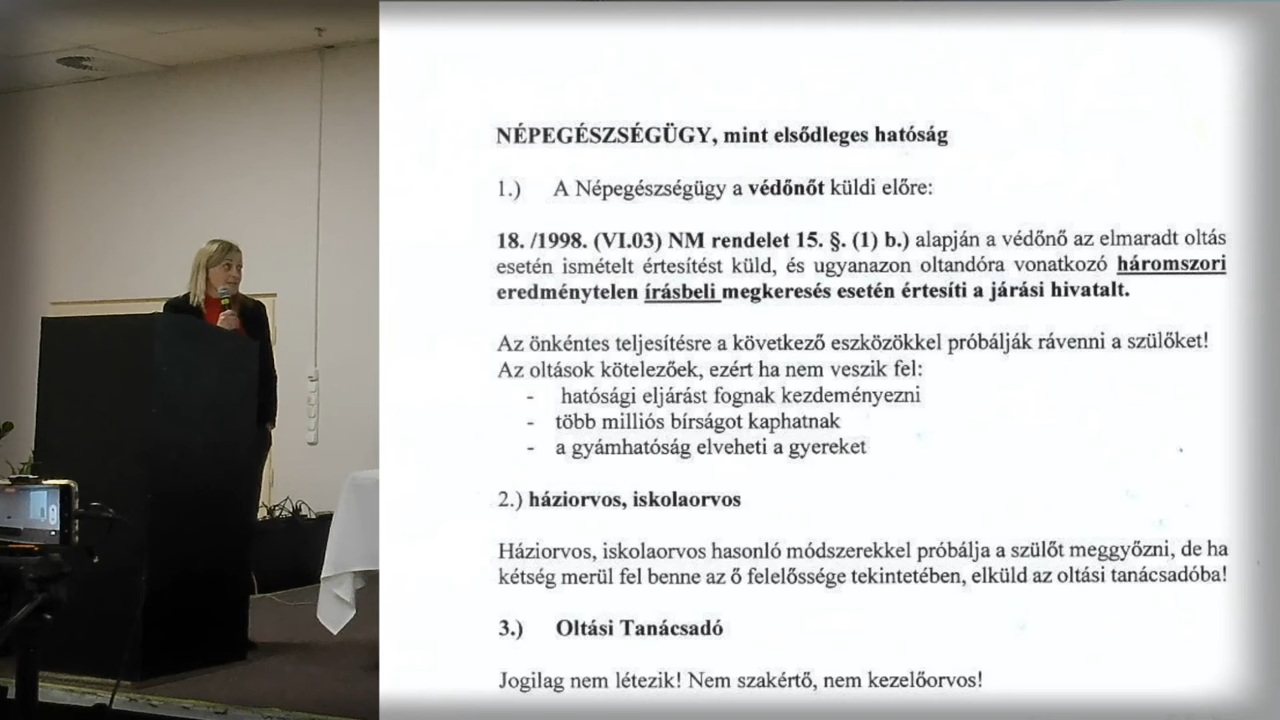 NÉPEGÉSZSÉGÜGY, mint elsődleges hatóság
1.) A Népegészségügy a védőnőt küldi előre:
18. /1998. (VI.03) NM rendelet 15. §. (1) b.) alapján a védőnő az elmaradt oltás
esetén ismételt értesítést küld, és ugyanazon oltandóra vonatkozó háromszori
eredménytelen írásbeli megkeresés esetén értesíti a járási hivatalt.
Az önkéntes teljesítésre a következő eszközökkel próbálják rávenni a szülőket!
Az oltások kötelezőek, ezért ha nem veszik fel:
- hatósági eljárást fognak kezdeményezni
- több milliós bírságot kaphatnak
- a gyámhatóság elveheti a gyereket
2.) háziorvos, iskolaorvos
Háziorvos, iskolaorvos hasonló módszerekkel próbálja a szülőt meggyőzni, de ha
kétség merül fel benne az ő felelőssége tekintetében, elküld az oltási tanácsadóba!
3.) Oltási Tanácsadó
Jogilag nem létezik! Nem szakértő, nem kezelőorvos!